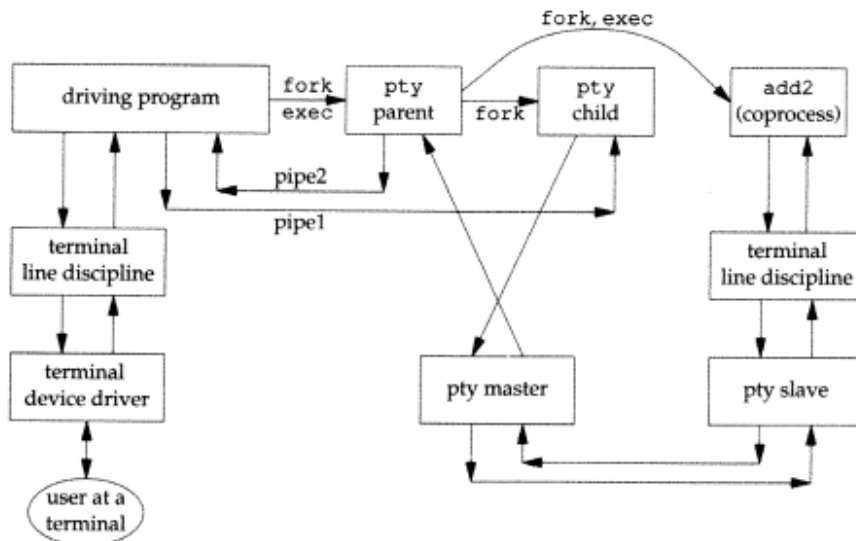 fork, exec
driving program
fork
exec
pty
parent
fork
pty
child
add2
(coprocess)
pipe2
pipe1
terminal
line discipline
terminal
line discipline
terminal
device driver
pty master
pty slave
user at a
terminal